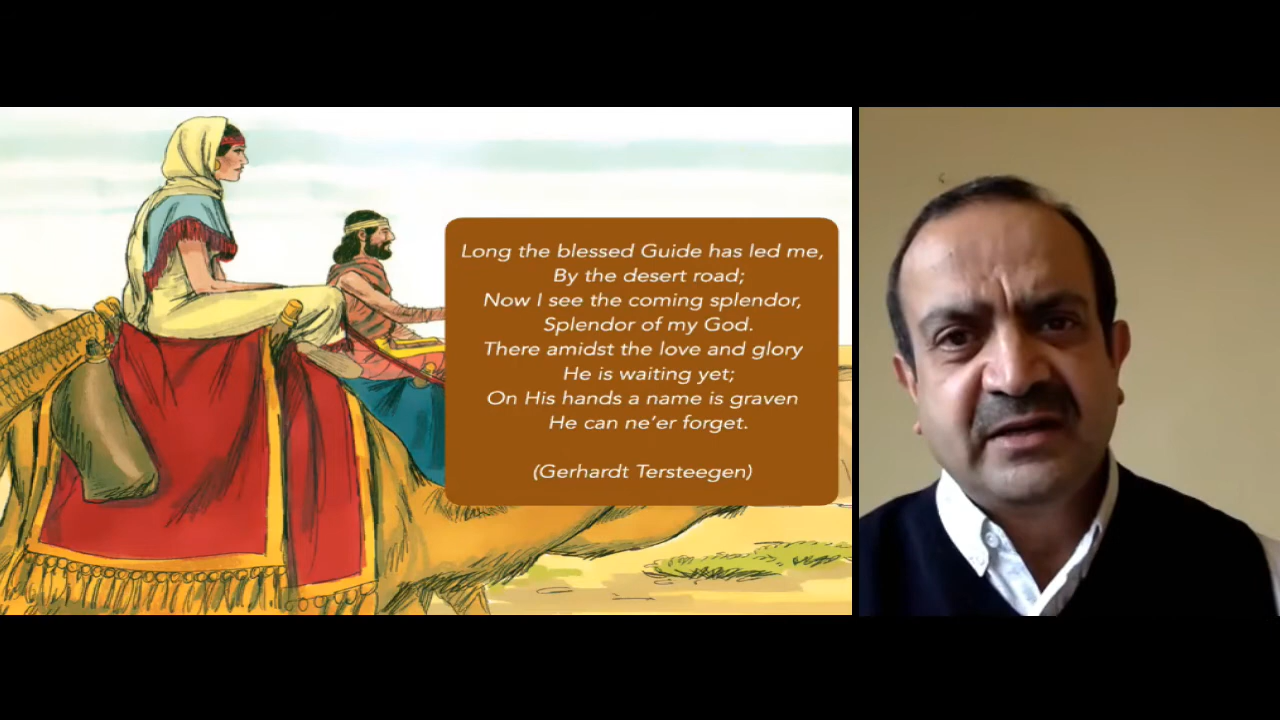 Long the blessed Guide has led me,
By the desert road;
Now I see the coming splendor,
Splendor of my God.
There amidst the love and glory
He is waiting yet;
On His hands a name is graven
He can ne’er forget.
(Gerhardt Tersteegen)